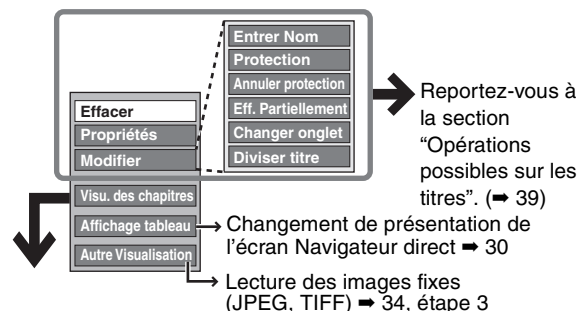 Entrer Nom
Protection
Annuler protection
Eff. Partiellement
Changer onglet
Diviser titre
Reportez-vous à
la section
“Opérations
possibles sur les
titres”. (➡ 39)
Effacer
Propriétés
Modifier
Visu. des chapitres
Affichage tableau
Autre Visualisation
Changement de présentation de
l’écran Navigateur direct ➡ 30
Lecture des images fixes
(JPEG, TIFF) ➡ 34, étape 3